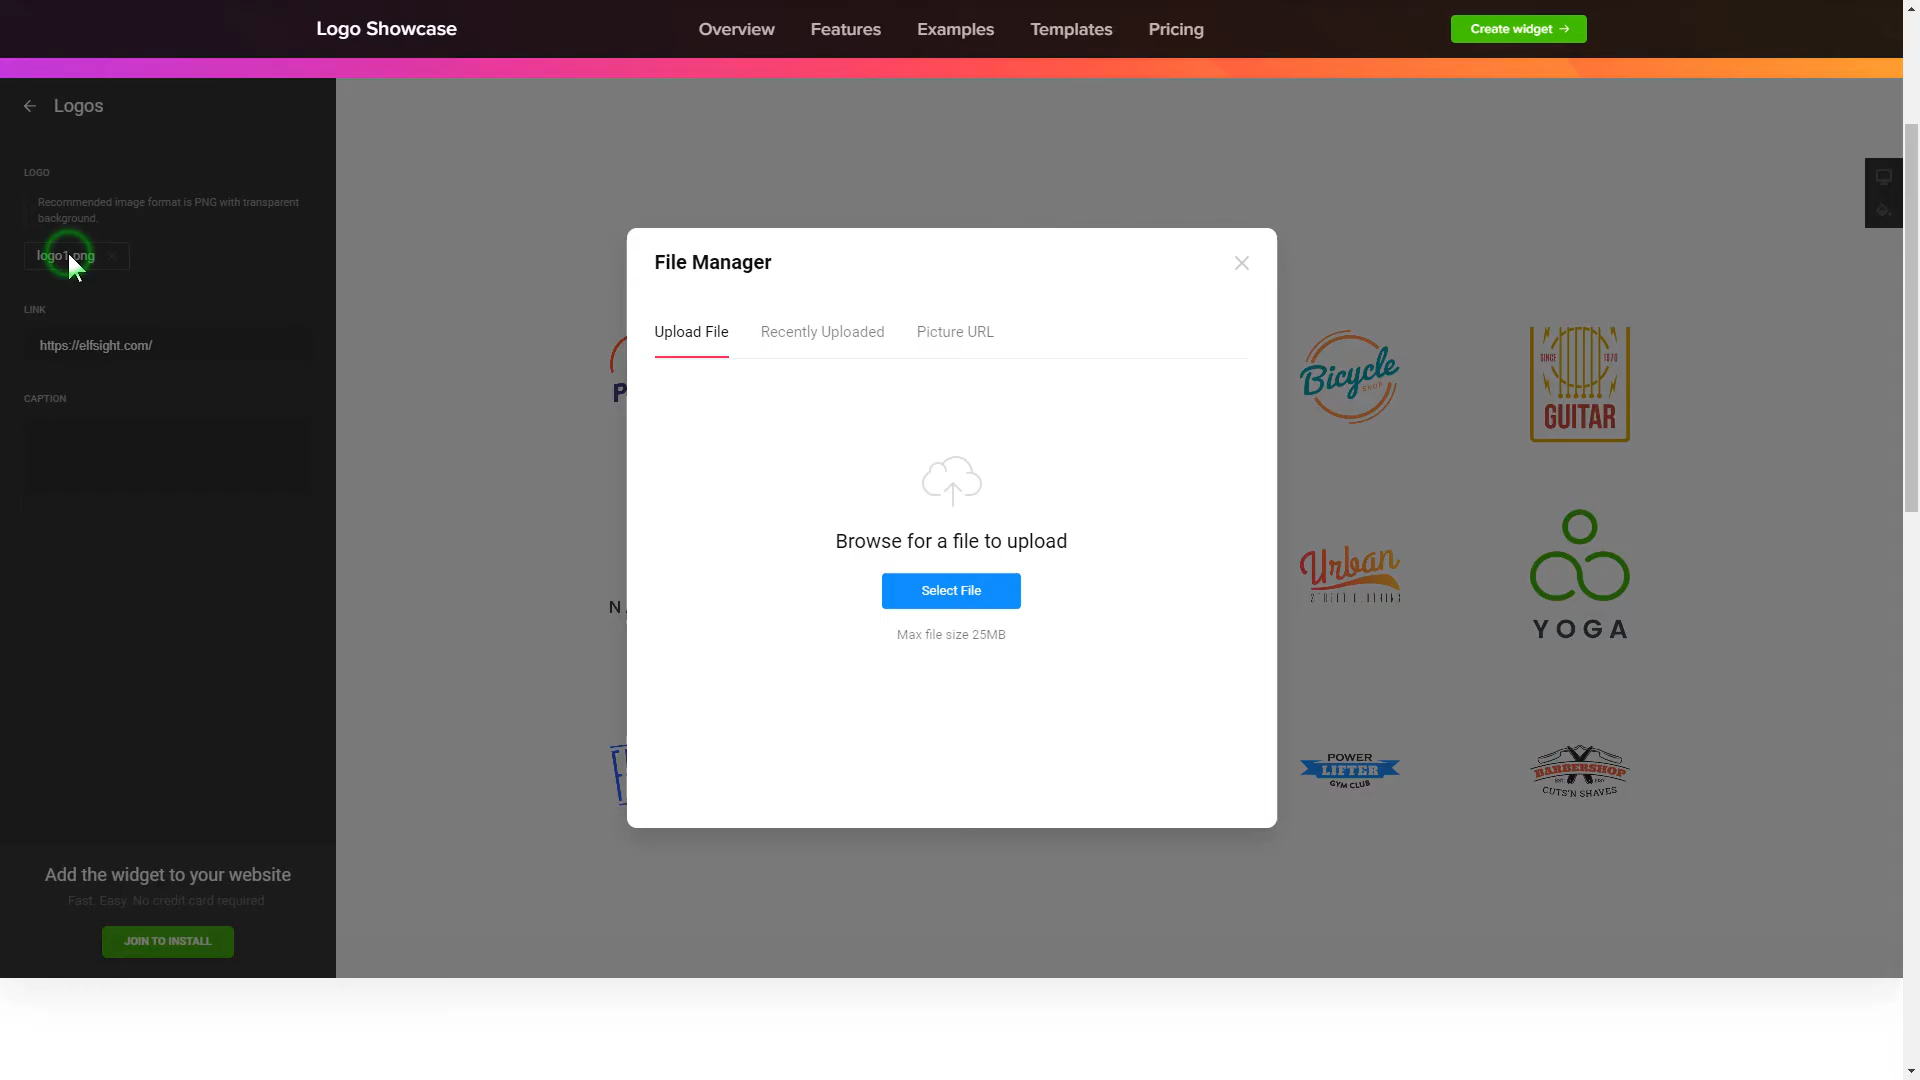 Logo Showcase
Overview
Features
Examples
Templates
Pricing
Create widget →
Logos
LOGO
Recommended image format is PNG with transparent
background.
logo1.png
LINK
https://elfsight.com/
CAPTION
File Manager
Upload File
Recently Uploaded
Picture URL
Browse for a file to upload
Select File
Max file size 25MB
P
Bicycle
SHOP
SINCE 1970
GUITAR
N
Urban
YOGA
POWER
LIFTER
GYM CLUB
BARBERSHOP
CUTS'N SHAVES
Add the widget to your website
Fast. Easy. No credit card required
JOIN TO INSTALL